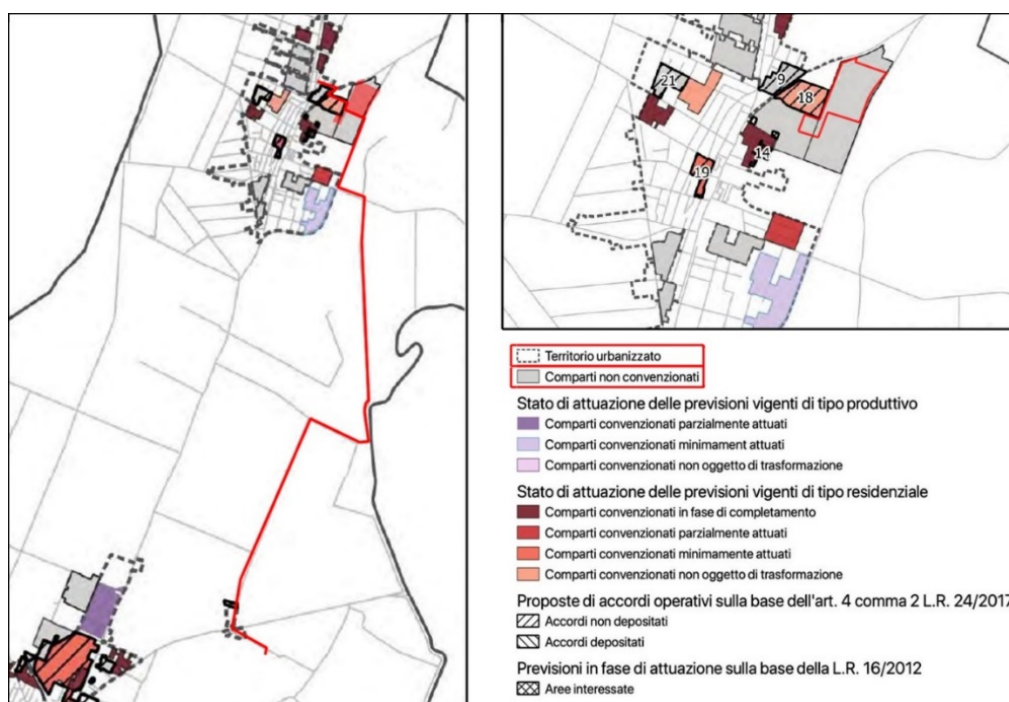 21
9
18
14
19
Territorio urbanizzato
Comparti non convenzionati
Stato di attuazione delle previsioni vigenti di tipo produttivo
Comparti convenzionati parzialmente attuati
Comparti convenzionati minimament attuati
Comparti convenzionati non oggetto di trasformazione
Stato di attuazione delle previsioni vigenti di tipo residenziale
Comparti convenzionati in fase di completamento
Comparti convenzionati parzialmente attuati
Comparti convenzionati minimamente attuati
Comparti convenzionati non oggetto di trasformazione
Proposte di accordi operativi sulla base dell'art. 4 comma 2 L.R. 24/2017
Accordi non depositati
Accordi depositati
Previsioni in fase di attuazione sulla base della L.R. 16/2012
Aree interessate